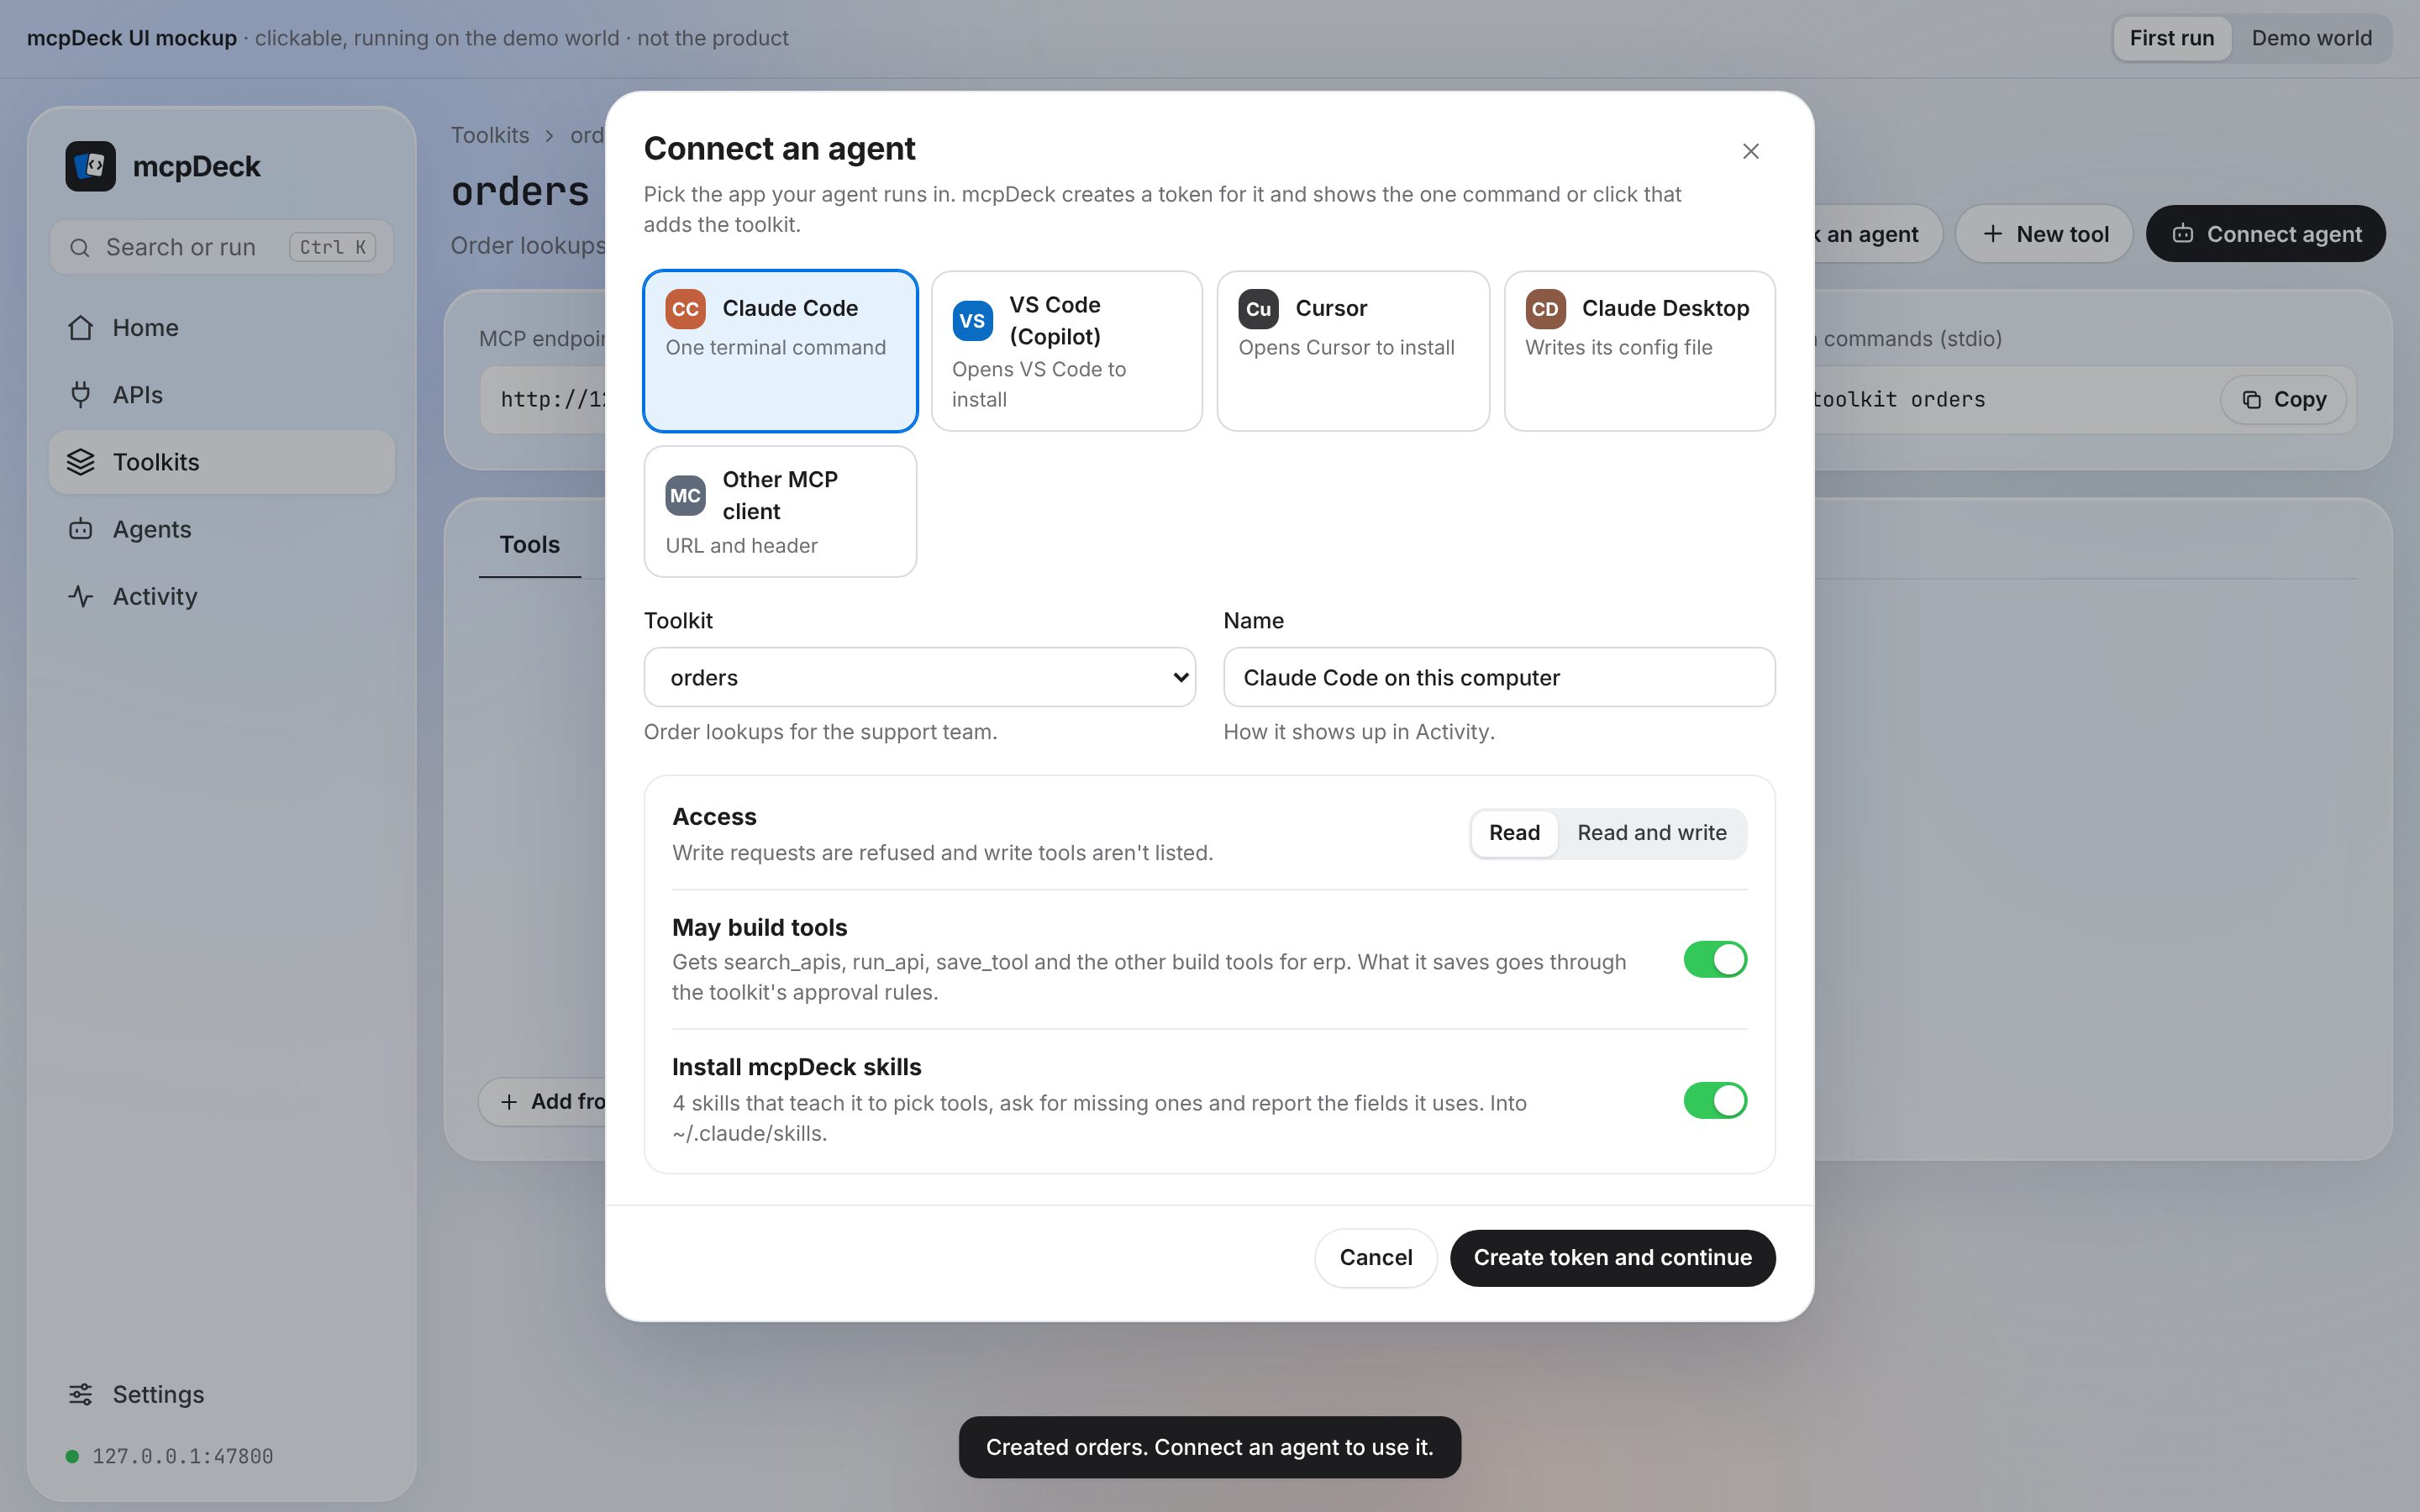 mcpDeck UI mockup · clickable, running on the demo world · not the product
First run
Demo world
mcpDeck
Search or run
Ctrl K
Home
APIs
Toolkits
Agents
Activity
Settings
127.0.0.1:47800
Toolkits
orders
Order lookups
an agent
New tool
Connect agent
MCP endpoin
commands (stdio)
http://12
toolkit orders
Copy
Tools
Add fro
Connect an agent
Pick the app your agent runs in. mcpDeck creates a token for it and shows the one command or click that
adds the toolkit.
CC
Claude Code
One terminal command
VS
VS Code
(Copilot)
Opens VS Code to
install
Cu
Cursor
Opens Cursor to install
CD
Claude Desktop
Writes its config file
MC
Other MCP
client
URL and header
Toolkit
Name
orders
Claude Code on this computer
Order lookups for the support team.
How it shows up in Activity.
Access
Write requests are refused and write tools aren't listed.
Read
Read and write
May build tools
Gets search_apis, run_api, save_tool and the other build tools for erp. What it saves goes through
the toolkit's approval rules.
Install mcpDeck skills
4 skills that teach it to pick tools, ask for missing ones and report the fields it uses. Into
~/.claude/skills.
Cancel
Create token and continue
Created orders. Connect an agent to use it.